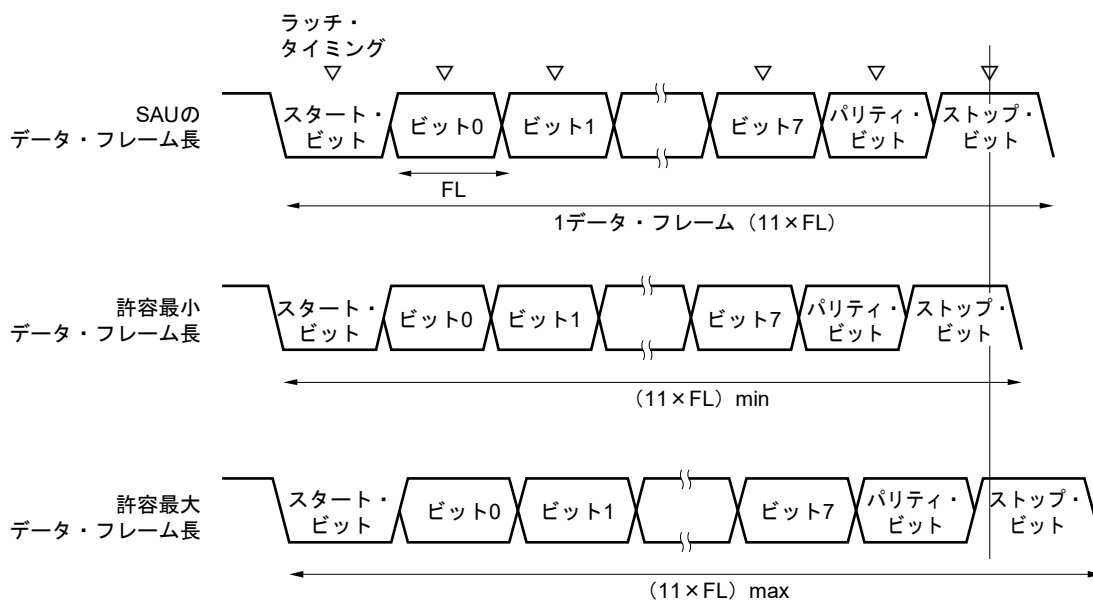 ラッチ・
タイミング
▽ ▽ ▽ ▽ ▽ ▽
SAUの
データ・フレーム長
スタート・
ビット
ビット0
ビット1
ビット7
パリティ・
ビット
ストップ・
ビット
FL
1データ・フレーム（11×FL）
許容最小
データ・フレーム長
スタート・
ビット
ビット0
ビット1
ビット7
パリティ・
ビット
ストップ・
ビット
（11×FL）min
許容最大
データ・フレーム長
スタート・
ビット
ビット0
ビット1
ビット7
パリティ・
ビット
ストップ・
ビット
（11×FL）max